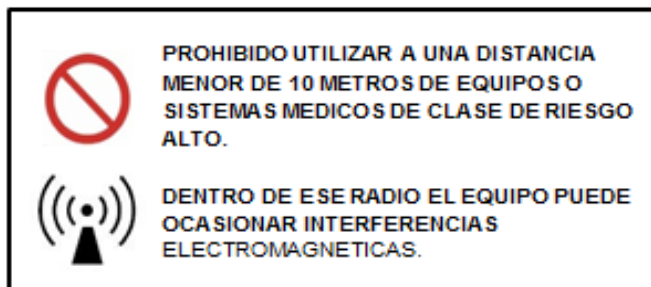 PROHIBIDO UTILIZAR A UNA DISTANCIA
MENOR DE 10 METROS DE EQUIPOS O
SISTEMAS MEDICOS DE CLASE DE RIESGO
ALTO.
DENTRO DE ESE RADIO EL EQUIPO PUEDE
OCASIONAR INTERFERENCIAS
ELECTROMAGNETICAS.